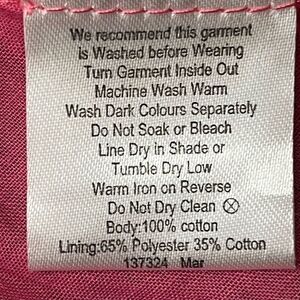 We recommend this garment
is Washed before Wearing
Turn Garment Inside Out
Machine Wash Warm
Wash Dark Colours Separately
Do Not Soak or Bleach
Line Dry in Shade or
Tumble Dry Low
Warm Iron on Reverse
Do Not Dry Clean
Body:100% cotton
Lining:65% Polyester 35% Cotton
137324 Mar